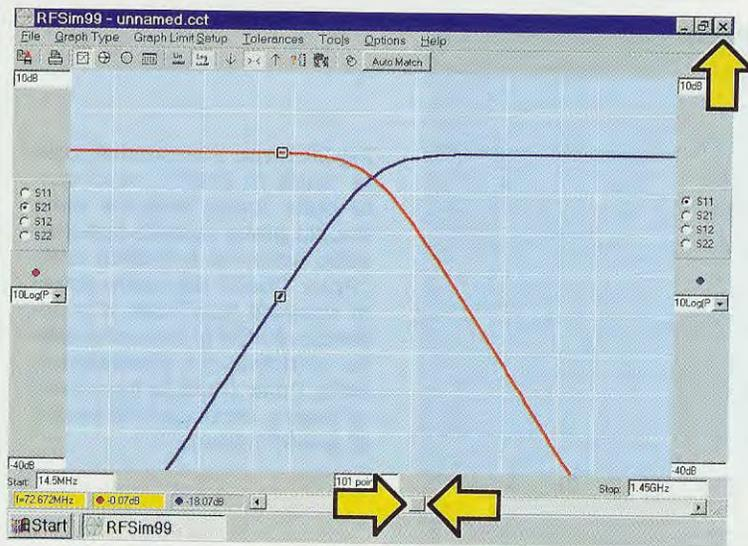 RFSim99 - unnamed.cct
File Graph Type Graph Limit Setup Tolerances Tools Options Help
Auto Match
10dB
10dB
S11
S21
S12
S22
S11
S21
S12
S22
10Log(P
10Log(P
-40dB
-40dB
Start: 14.5MHz
101 poi
Stop: 1.45GHz
f=72.672MHz -0.07dB -18.07dB
Start RFSim99